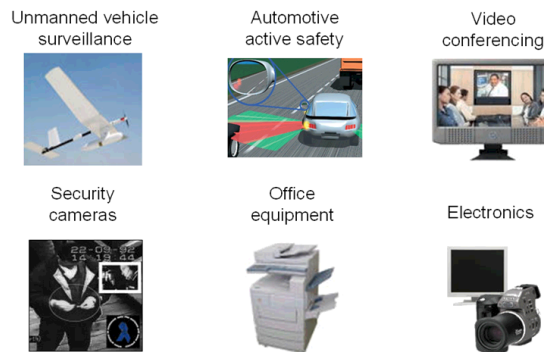 Unmanned vehicle
surveillance
Automotive
active safety
Video
conferencing
Security
cameras
Office
equipment
Electronics
22-09-92
14 19 44